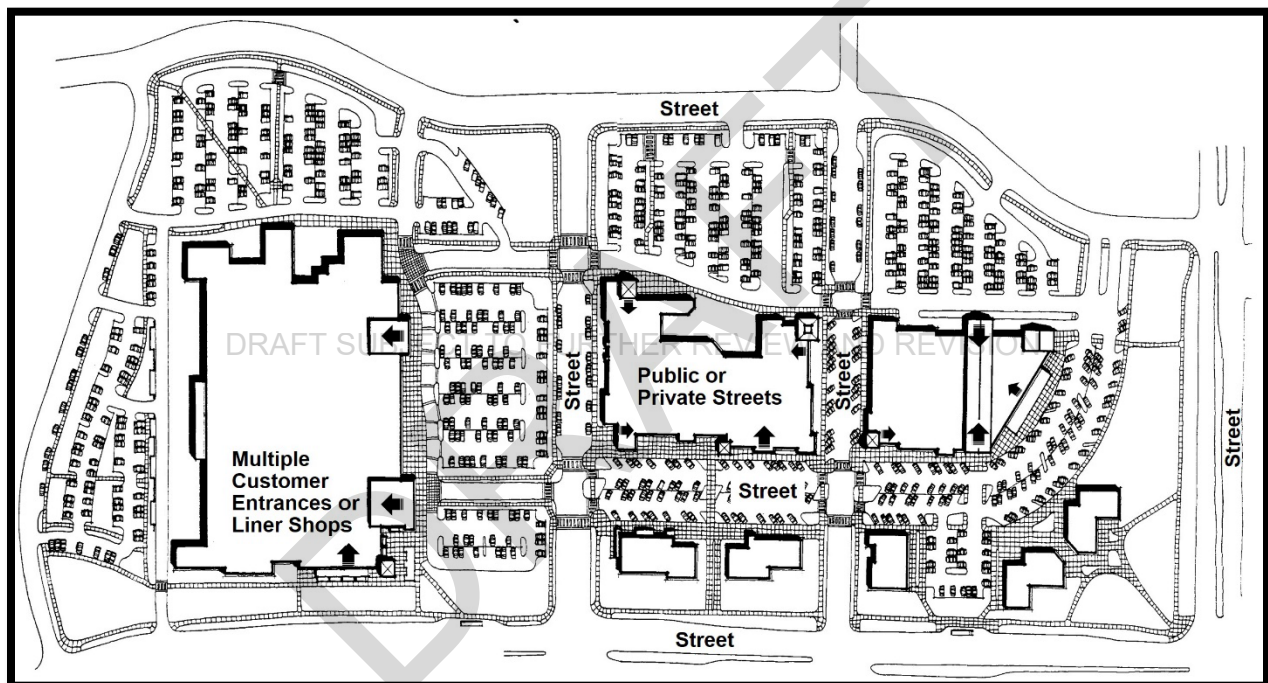 Street
DRAFT SUBJECT TO FURTHER REVIEW AND REVISION
DRAFT
Public or
Private Streets
Street
Street
Street
Multiple
Customer
Entrances or
Liner Shops
Street
Street